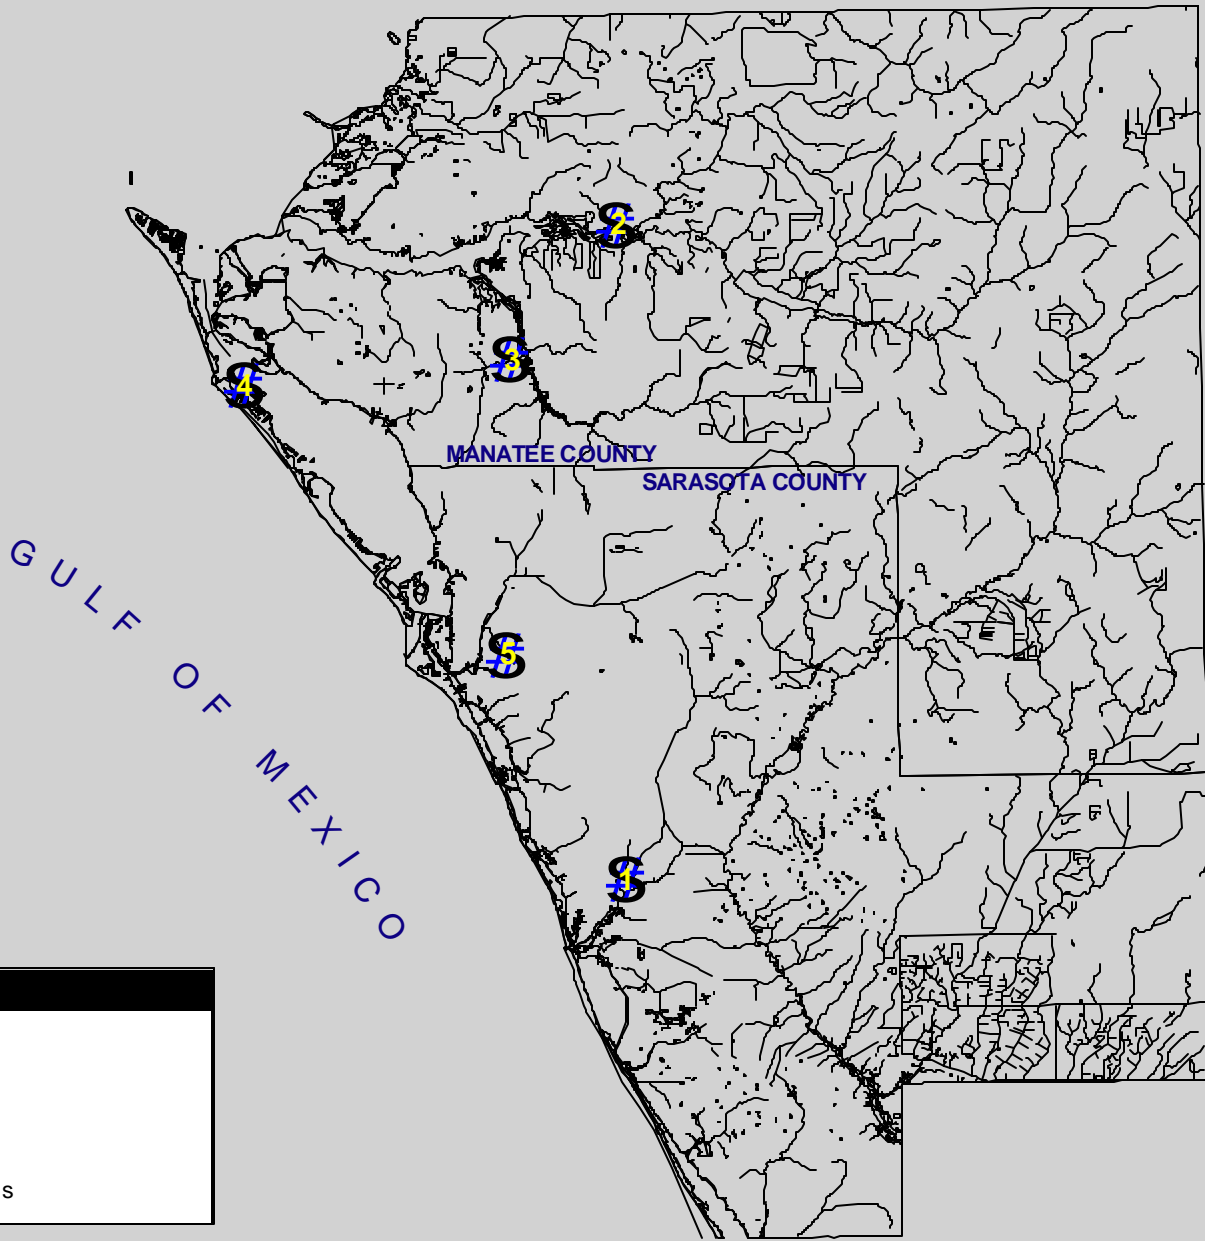 S# 2
S# 3
S# 4
MANATEE COUNTY
SARASOTA COUNTY
GULF OF MEXICO
S# 5
S# 1
s